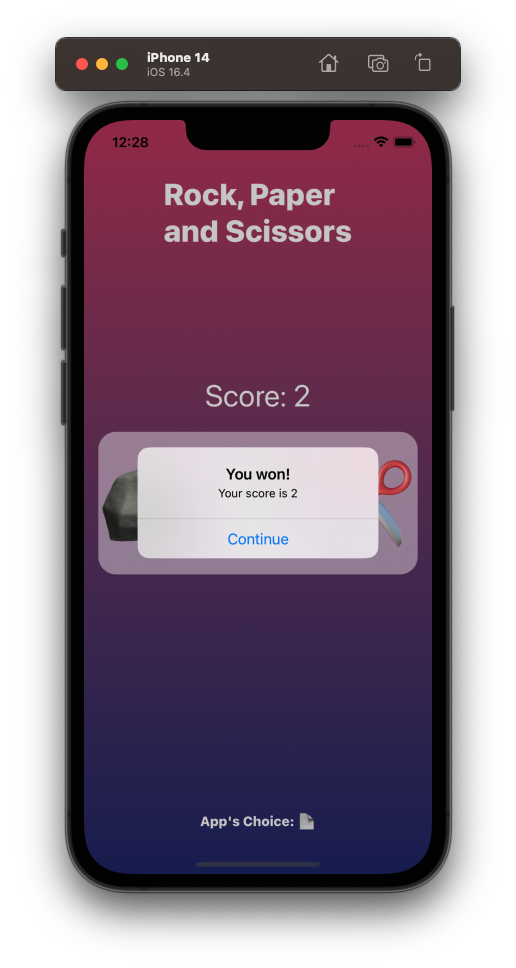 iPhone 14
iOS 16.4
12:28
Rock, Paper
and Scissors
Score: 2
You won!
Your score is 2
Continue
App's Choice: